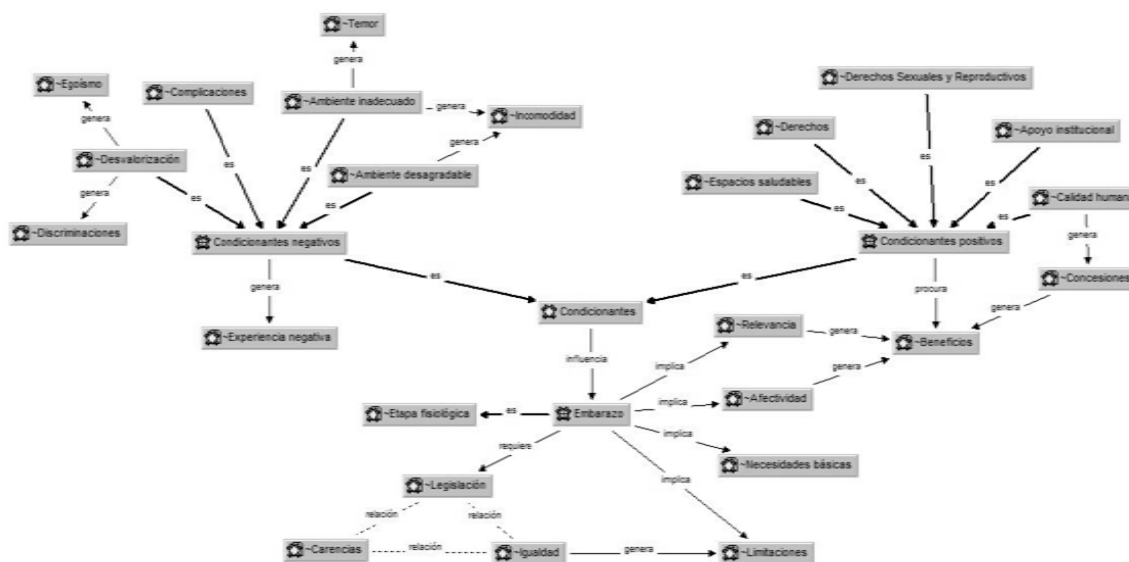 ~Temor
genera
~Egoísmo
~Complicaciones
~Ambiente inadecuado
genera
~Incomodidad
genera
genera
~Desvalorización
~Ambiente desagradable
es
es
genera
es
es
~Discriminaciones
Condicionantes negativos
genera
~Experiencia negativa
es
~Derechos Sexuales y Reproductivos
~Derechos
~Apoyo institucional
es
~Espacios saludables
es
es
~Calidad human
es
es
Condicionantes positivos
genera
es
procura
~Concesiones
Condicionantes
genera
~Relevancia
genera
~Beneficios
influencia
implica
genera
~Etapa fisiológica
es
Embarazo
implica
~Afectividad
implica
~Necesidades básicas
requiere
implica
~Legislación
relación
relación
~Carencias
relación
~Igualdad
genera
~Limitaciones